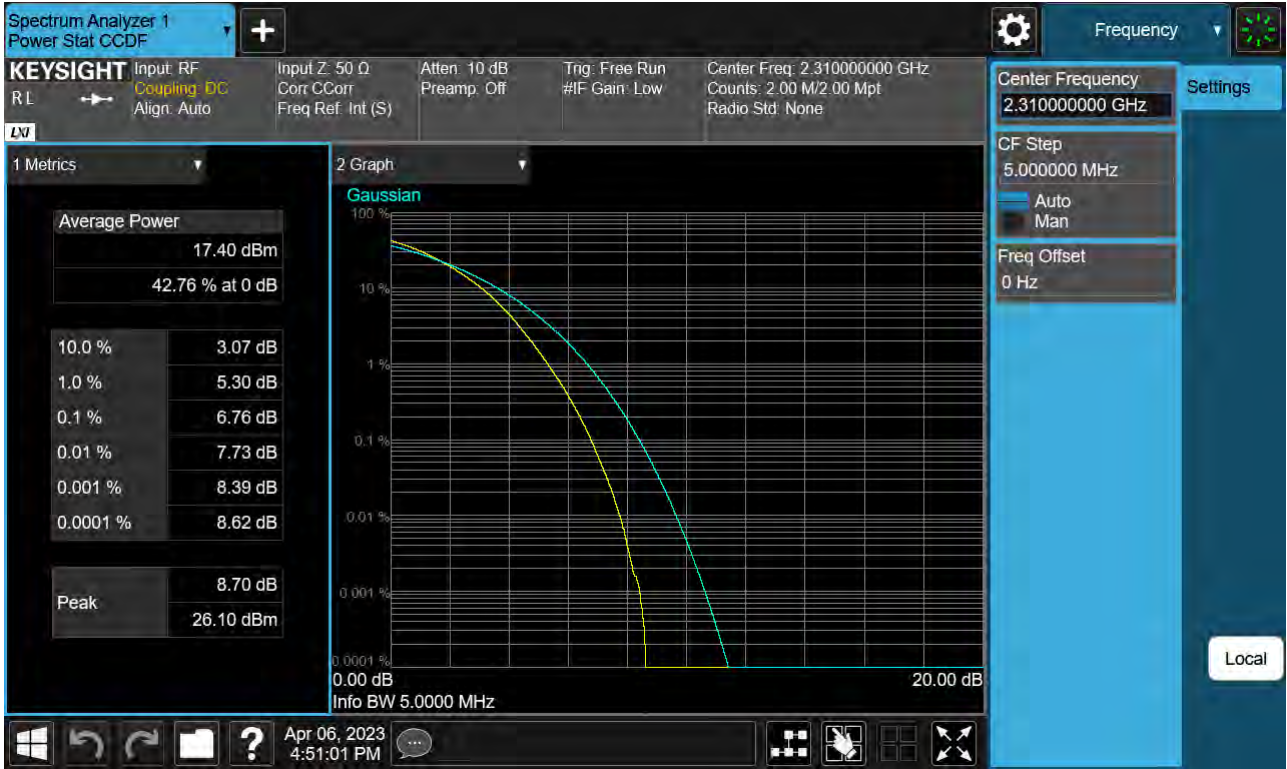 Spectrum Analyzer 1
Power Stat CCDF
Frequency
KEYSIGHT
R L
LXI
Input: RF
Coupling: DC
Align: Auto
Input Z: 50 Ω
Corr CCorr
Freq Ref: Int (S)
Atten: 10 dB
Preamp: Off
Trig: Free Run
#IF Gain: Low
Center Freq: 2.310000000 GHz
Counts: 2.00 M/2.00 Mpt
Radio Std: None
Center Frequency
2.310000000 GHz
Settings
CF Step
5.000000 MHz
Auto
Man
Freq Offset
0 Hz
Local
1 Metrics
Average Power
17.40 dBm
42.76 % at 0 dB
10.0 % 3.07 dB
1.0 % 5.30 dB
0.1 % 6.76 dB
0.01 % 7.73 dB
0.001 % 8.39 dB
0.0001 % 8.62 dB
Peak
8.70 dB
26.10 dBm
2 Graph
Gaussian
100 %
10 %
1 %
0.1 %
0.01 %
0.001 %
0.0001 %
0.00 dB 20.00 dB
Info BW 5.0000 MHz
Apr 06, 2023
4:51:01 PM